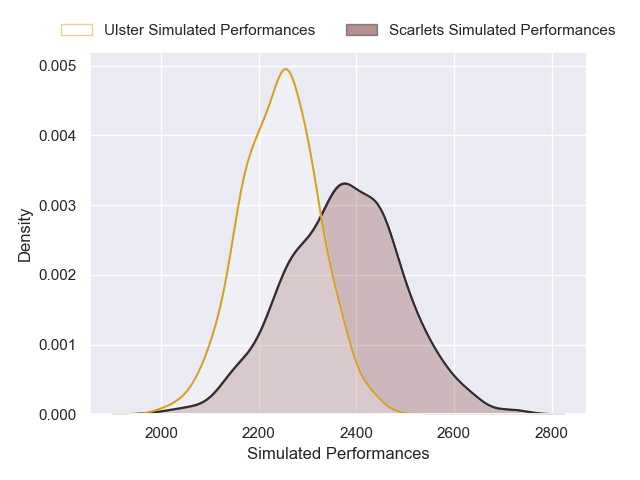 Ulster Simulated Performances Scarlets Simulated Performances
0.005
0.004
0.003
0.002
0.001
0.000
Density
2000 2200 2400 2600 2800
Simulated Performances